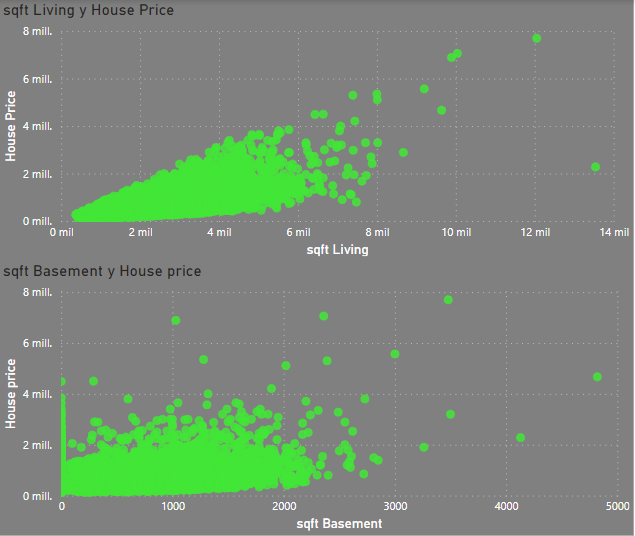 sqft Living y House Price
8 mill.
6 mill.
4 mill.
2 mill.
0 mill.
House Price
0 mil
2 mil
4 mil
6 mil
8 mil
10 mil
12 mil
14 mil
sqft Living
sqft Basement y House price
8 mill.
6 mill.
4 mill.
2 mill.
0 mill.
House price
0
1000
2000
3000
4000
5000
sqft Basement